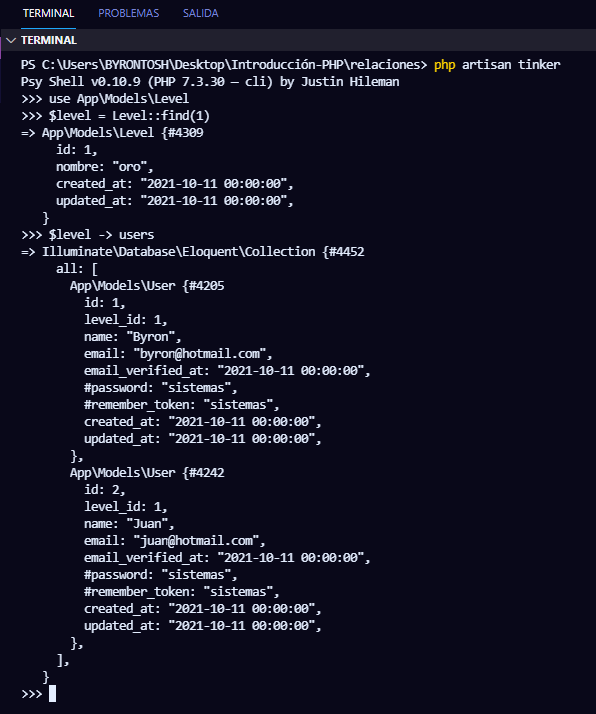 TERMINAL PROBLEMAS SALIDA
TERMINAL
PS C:\Users\BYRONTOSH\Desktop\Introducción-PHP\relaciones> php artisan tinker
Psy Shell v0.10.9 (PHP 7.3.30 — cli) by Justin Hileman
>>> use App\Models\Level
>>> $level = Level::find(1)
=> App\Models\Level {#4309
     id: 1,
     nombre: "oro",
     created_at: "2021-10-11 00:00:00",
     updated_at: "2021-10-11 00:00:00",
   }
>>> $level -> users
=> Illuminate\Database\Eloquent\Collection {#4452
     all: [
       App\Models\User {#4205
         id: 1,
         level_id: 1,
         name: "Byron",
         email: "byron@hotmail.com",
         email_verified_at: "2021-10-11 00:00:00",
         #password: "sistemas",
         #remember_token: "sistemas",
         created_at: "2021-10-11 00:00:00",
         updated_at: "2021-10-11 00:00:00",
       },
       App\Models\User {#4242
         id: 2,
         level_id: 1,
         name: "Juan",
         email: "juan@hotmail.com",
         email_verified_at: "2021-10-11 00:00:00",
         #password: "sistemas",
         #remember_token: "sistemas",
         created_at: "2021-10-11 00:00:00",
         updated_at: "2021-10-11 00:00:00",
       },
     ],
   }
>>>